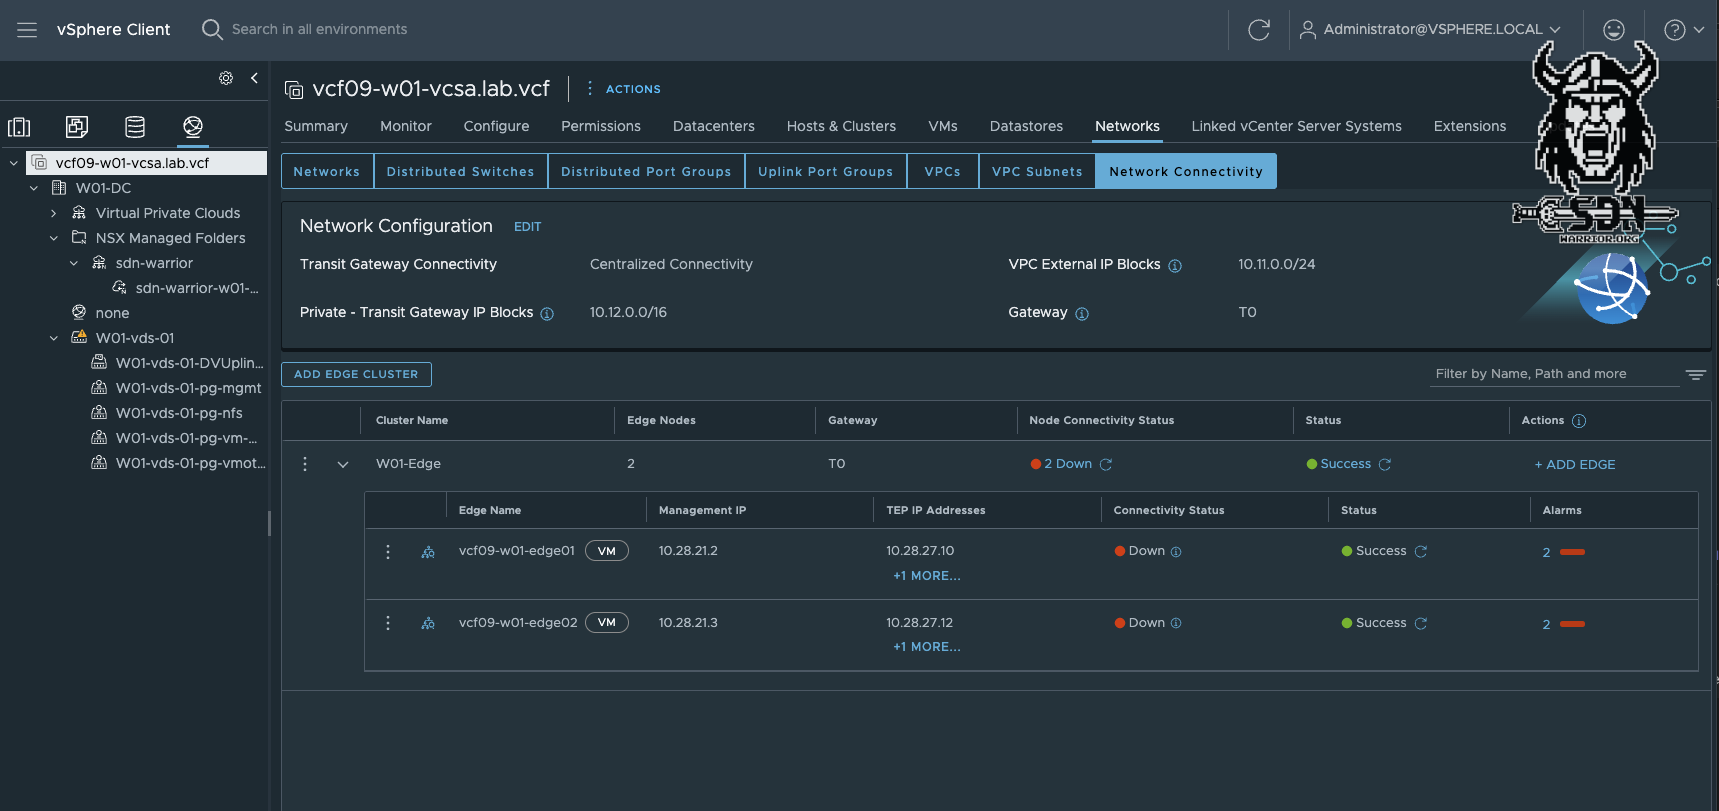 vSphere Client
Search in all environments
Administrator@VSPHERE.LOCAL
vcf09-w01-vcsa.lab.vcf
W01-DC
Virtual Private Clouds
NSX Managed Folders
sdn-warrior
sdn-warrior-w01-...
none
W01-vds-01
W01-vds-01-DVUplin...
W01-vds-01-pg-mgmt
W01-vds-01-pg-nfs
W01-vds-01-pg-vm-...
W01-vds-01-pg-vmot...
vcf09-w01-vcsa.lab.vcf
ACTIONS
Summary Monitor Configure Permissions Datacenters Hosts & Clusters VMs Datastores Networks Linked vCenter Server Systems Extensions
SDN
WARRIOR.ORG
Networks Distributed Switches Distributed Port Groups Uplink Port Groups VPCs VPC Subnets Network Connectivity
Network Configuration EDIT
Transit Gateway Connectivity Centralized Connectivity VPC External IP Blocks 10.11.0.0/24
Private - Transit Gateway IP Blocks 10.12.0.0/16 Gateway T0
ADD EDGE CLUSTER Filter by Name, Path and more
Cluster Name Edge Nodes Gateway Node Connectivity Status Status Actions
W01-Edge 2 T0 2 Down Success + ADD EDGE
Edge Name Management IP TEP IP Addresses Connectivity Status Status Alarms
vcf09-w01-edge01 VM 10.28.21.2 10.28.27.10 Down Success 2
+1 MORE...
vcf09-w01-edge02 VM 10.28.21.3 10.28.27.12 Down Success 2
+1 MORE...